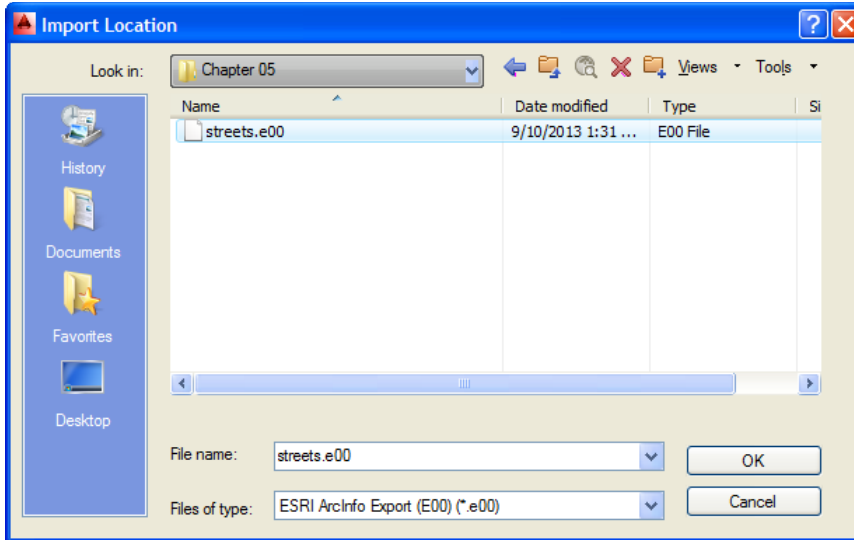 Import Location
Look in: Chapter 05 Views Tools
Name Date modified Type Si
streets.e00 9/10/2013 1:31 ... E00 File
History
Documents
Favorites
Desktop
File name: streets.e00 OK
Files of type: ESRI ArcInfo Export (E00) (*.e00) Cancel